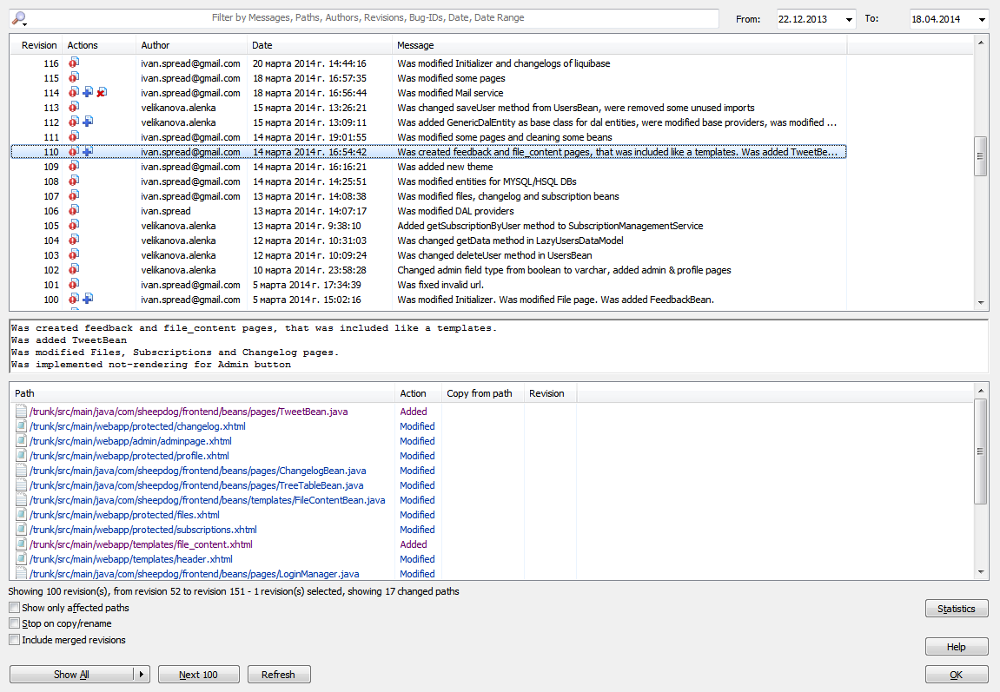 Filter by Messages, Paths, Authors, Revisions, Bug-IDs, Date, Date Range From: 22.12.2013 To: 18.04.2014
Revision Actions Author Date Message
116 ivan.spread@gmail.com 20 марта 2014 г. 14:44:16 Was modified Initializer and changelogs of liquibase
115 ivan.spread@gmail.com 18 марта 2014 г. 16:57:35 Was modified some pages
114 ivan.spread@gmail.com 18 марта 2014 г. 16:56:44 Was modified Mail service
113 velikanova.alenka 15 марта 2014 г. 13:26:21 Was changed saveUser method from UsersBean, were removed some unused imports
112 velikanova.alenka 15 марта 2014 г. 13:09:11 Was added GenericDalEntity as base class for dal entities, were modified base providers, was modified ...
111 ivan.spread@gmail.com 14 марта 2014 г. 19:01:55 Was modified some pages and cleaning some beans
110 ivan.spread@gmail.com 14 марта 2014 г. 16:54:42 Was created feedback and file_content pages, that was included like a templates. Was added TweetBe...
109 ivan.spread@gmail.com 14 марта 2014 г. 16:16:21 Was added new theme
108 ivan.spread@gmail.com 14 марта 2014 г. 14:25:51 Was modified entities for MYSQL/HSQL DBs
107 ivan.spread@gmail.com 13 марта 2014 г. 14:08:38 Was modified files, changelog and subscription beans
106 ivan.spread 13 марта 2014 г. 14:07:17 Was modified DAL providers
105 velikanova.alenka 13 марта 2014 г. 9:38:10 Added getSubscriptionByUser method to SubscriptionManagementService
104 velikanova.alenka 12 марта 2014 г. 10:31:03 Was changed getData method in LazyUsersDataModel
103 velikanova.alenka 12 марта 2014 г. 10:09:24 Was changed deleteUser method in UsersBean
102 velikanova.alenka 10 марта 2014 г. 23:58:28 Changed admin field type from boolean to varchar, added admin & profile pages
101 ivan.spread@gmail.com 5 марта 2014 г. 17:34:39 Was fixed invalid url.
100 ivan.spread@gmail.com 5 марта 2014 г. 15:02:16 Was modified Initializer. Was modified File page. Was added FeedbackBean.
Was created feedback and file_content pages, that was included like a templates.
Was added TweetBean
Was modified Files, Subscriptions and Changelog pages.
Was implemented not-rendering for Admin button
Path Action Copy from path Revision
/trunk/src/main/java/com/sheepdog/frontend/beans/pages/TweetBean.java Added
/trunk/src/main/webapp/protected/changelog.xhtml Modified
/trunk/src/main/webapp/admin/adminpage.xhtml Modified
/trunk/src/main/webapp/protected/profile.xhtml Modified
/trunk/src/main/java/com/sheepdog/frontend/beans/pages/ChangelogBean.java Modified
/trunk/src/main/java/com/sheepdog/frontend/beans/pages/TreeTableBean.java Modified
/trunk/src/main/java/com/sheepdog/frontend/beans/templates/FileContentBean.java Modified
/trunk/src/main/webapp/protected/files.xhtml Modified
/trunk/src/main/webapp/protected/subscriptions.xhtml Modified
/trunk/src/main/webapp/templates/file_content.xhtml Added
/trunk/src/main/webapp/templates/header.xhtml Modified
/trunk/src/main/java/com/sheepdog/frontend/beans/pages/LoginManager.java Modified
Showing 100 revision(s), from revision 52 to revision 151 - 1 revision(s) selected, showing 17 changed paths
Show only affected paths
Statistics
Stop on copy/rename
Include merged revisions
Help
Show All Next 100 Refresh OK